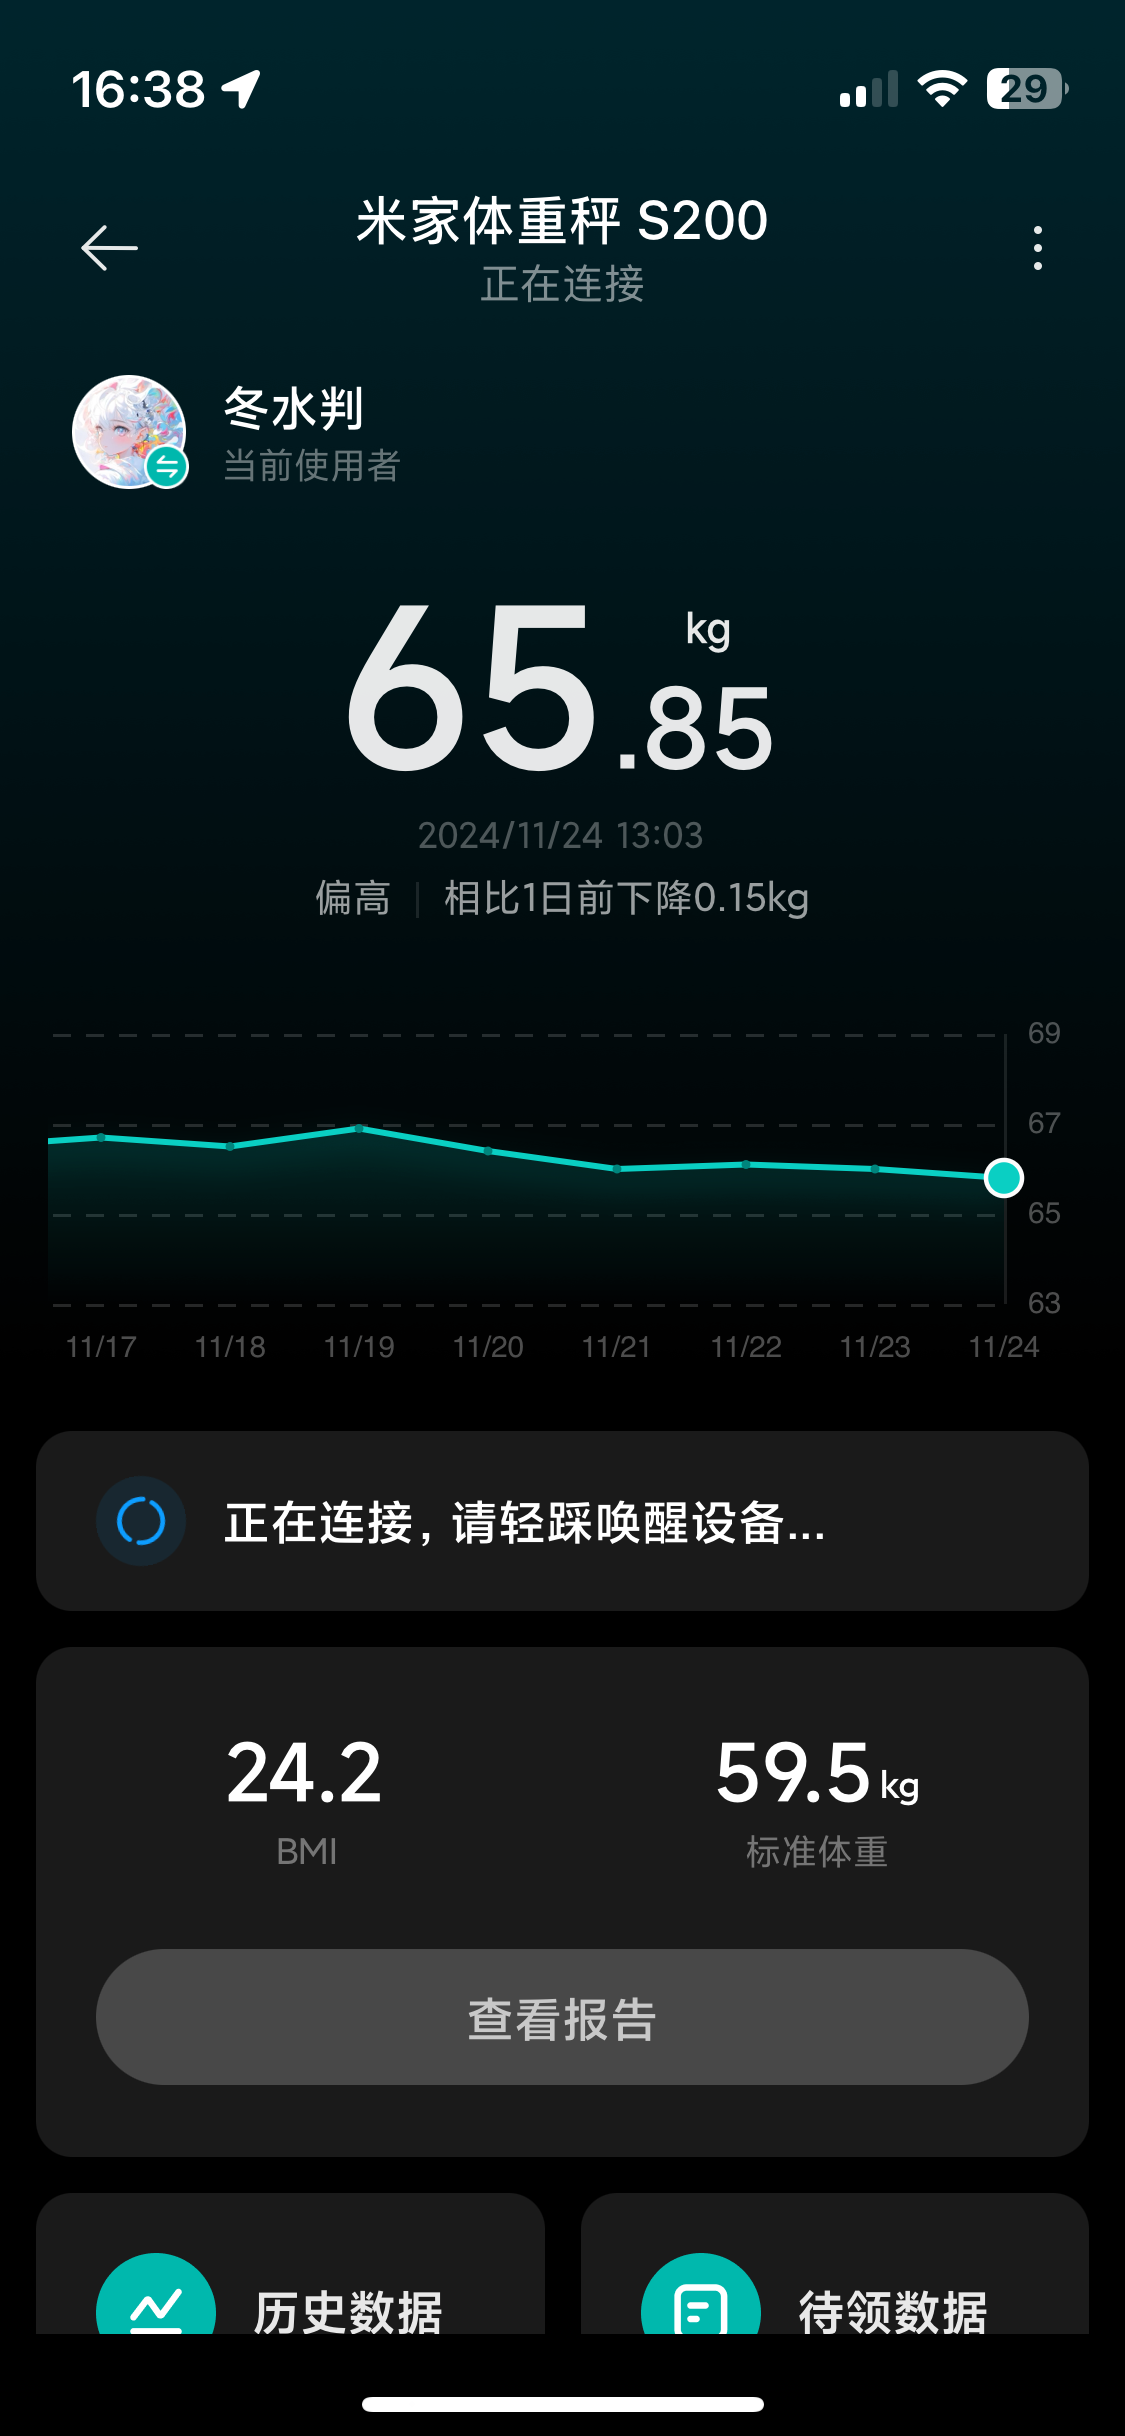 16:38
29
米家体重秤 S200
正在连接
冬水判
当前使用者
65.85 kg
2024/11/24 13:03
偏高 | 相比1日前下降0.15kg
69
67
65
63
11/17 11/18 11/19 11/20 11/21 11/22 11/23 11/24
正在连接，请轻踩唤醒设备...
24.2 59.5kg
BMI 标准体重
查看报告
历史数据 待领数据